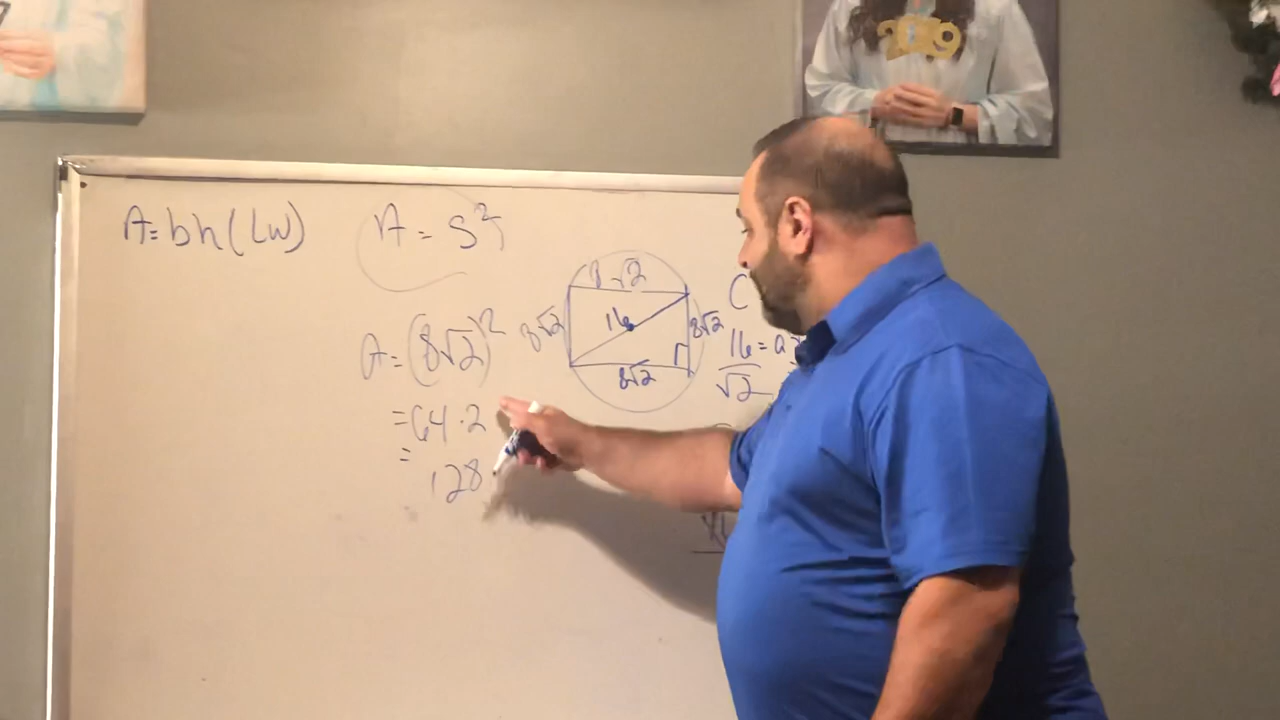 A=bh(LW)
A = S²
8√2
8√2
16
8√2
8√2
C
16=a
√2
A=(8√2)²
=64·2
=
128
2019